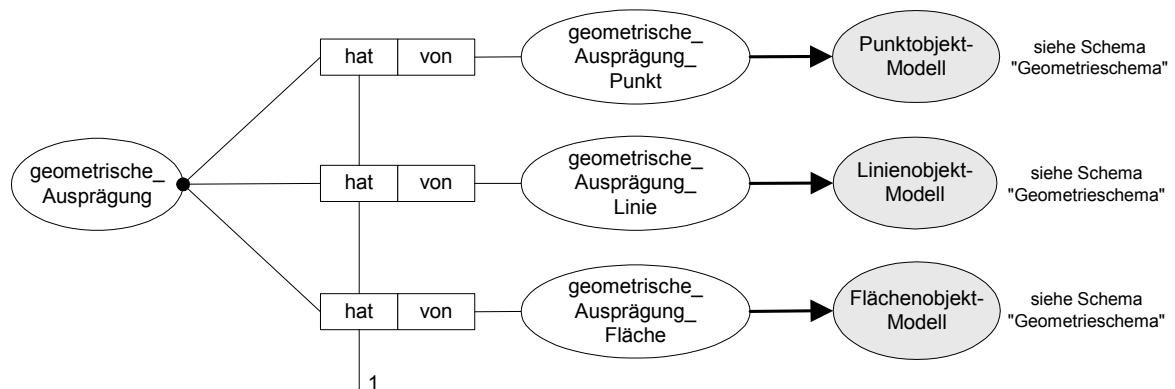 geometrische_
Ausprägung
hat
von
geometrische_
Ausprägung_
Punkt
Punktobjekt-
Modell
siehe Schema
"Geometrieschema"
hat
von
geometrische_
Ausprägung_
Linie
Linienobjekt-
Modell
siehe Schema
"Geometrieschema"
hat
von
geometrische_
Ausprägung_
Fläche
Flächenobjekt-
Modell
siehe Schema
"Geometrieschema"
1